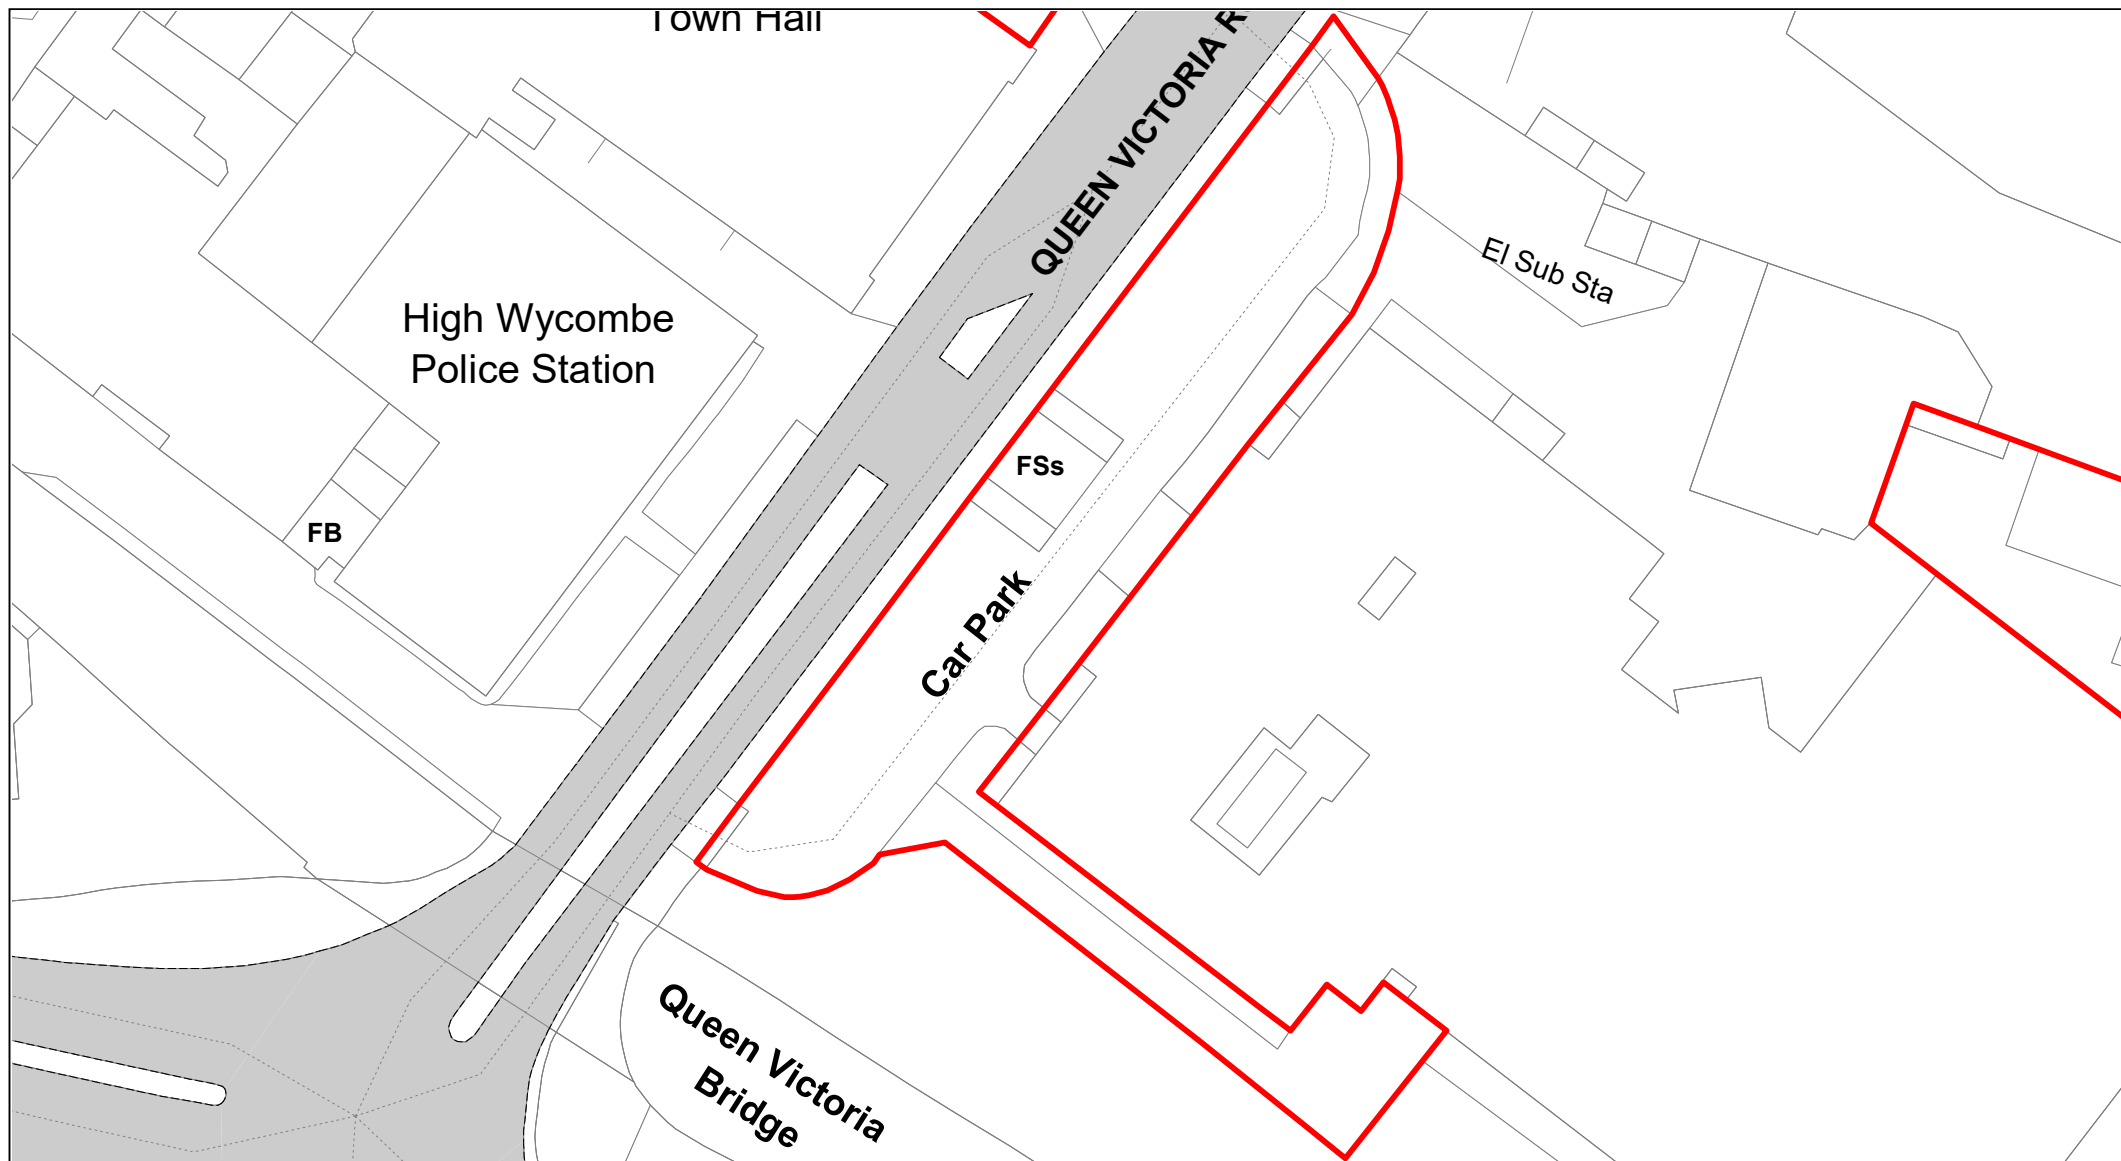 Town Hall
QUEEN VICTORIA R
El Sub Sta
High Wycombe
Police Station
FSs
FB
Car Park
Queen Victoria
Bridge